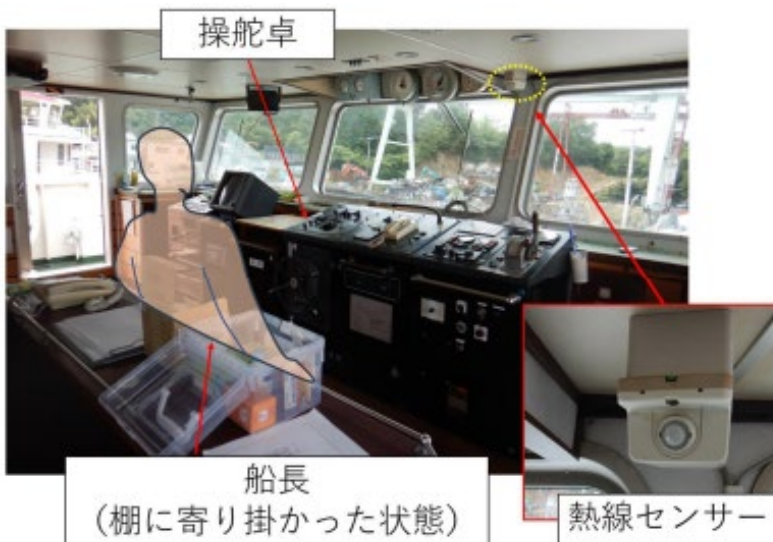 操舵卓
船長
（棚に寄り掛かった状態）
熱線センサー